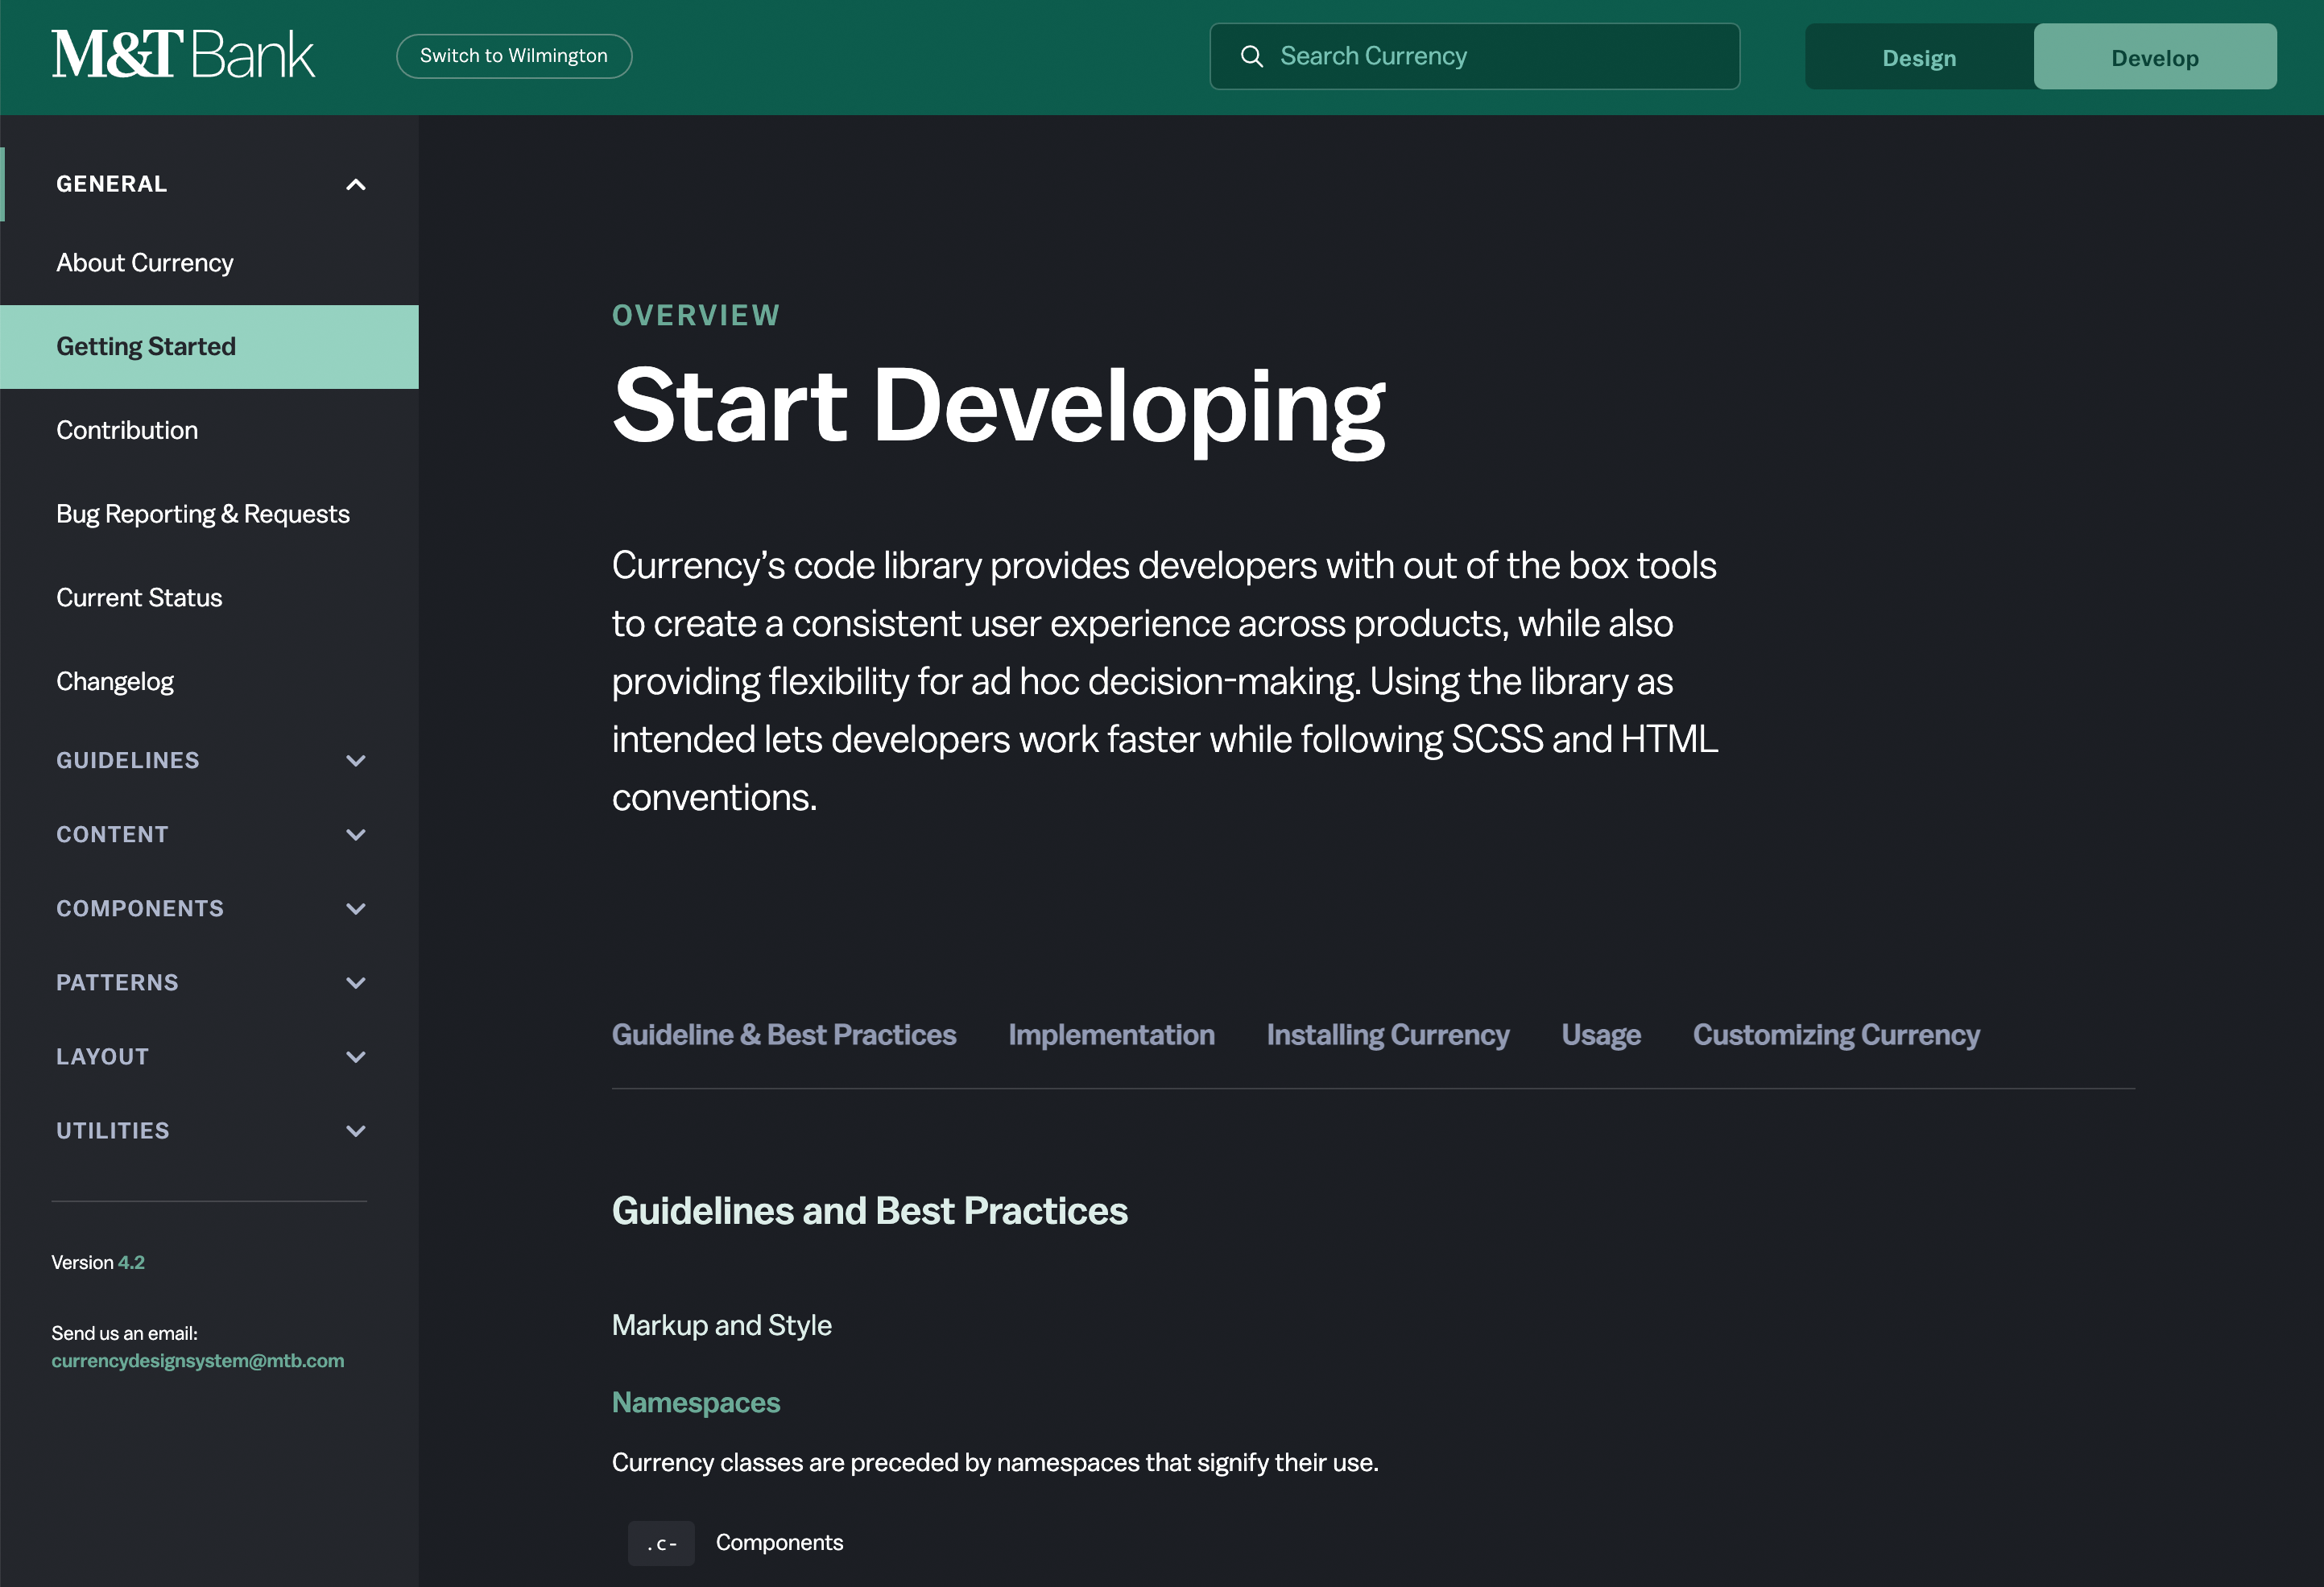 M&T Bank
Switch to Wilmington
Search Currency
Design
Develop
GENERAL
About Currency
Getting Started
Contribution
Bug Reporting & Requests
Current Status
Changelog
GUIDELINES
CONTENT
COMPONENTS
PATTERNS
LAYOUT
UTILITIES
Version 4.2
Send us an email:
currencydesignsystem@mtb.com
OVERVIEW
Start Developing
Currency’s code library provides developers with out of the box tools
to create a consistent user experience across products, while also
providing flexibility for ad hoc decision-making. Using the library as
intended lets developers work faster while following SCSS and HTML
conventions.
Guideline & Best Practices
Implementation
Installing Currency
Usage
Customizing Currency
Guidelines and Best Practices
Markup and Style
Namespaces
Currency classes are preceded by namespaces that signify their use.
.c- Components